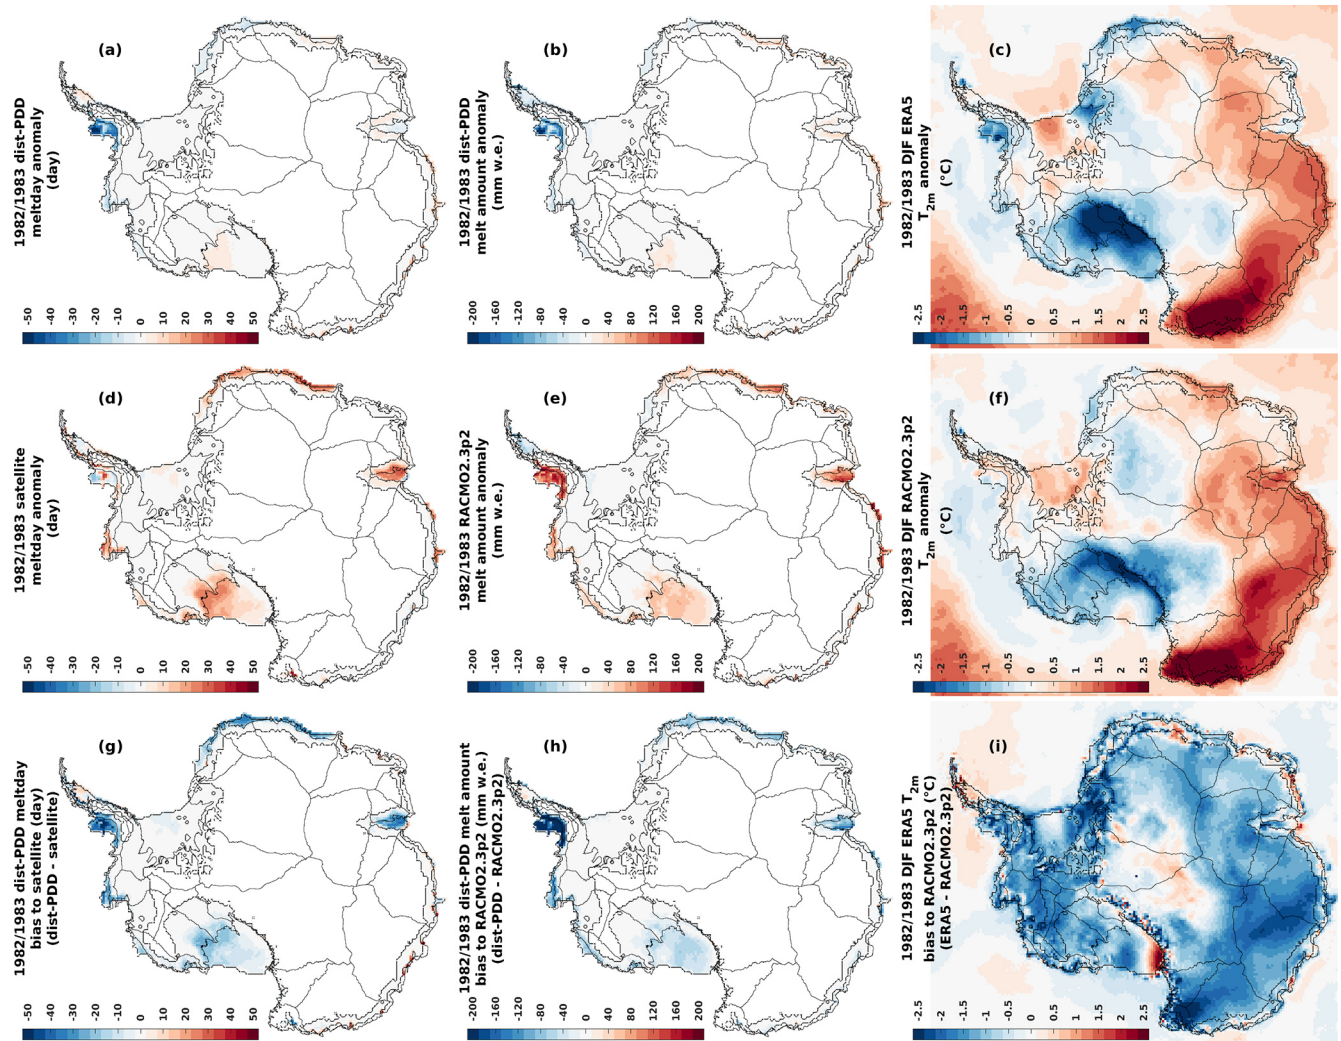 1982/1983 dist-PDD
meltday anomaly
(day)
(a)
-50
-30
-20
-10
0
10
20
30
50
1982/1983 dist-PDD
melt amount anomaly
(mm w.e.)
(b)
-200
-160
-120
-80
-40
0
40
80
120
160
200
1982/1983 DJF ERA5
T2m anomaly
(°C)
(c)
-2.5
-2
-1.5
-1
-0.5
0
0.5
1
1.5
2
2.5
1982/1983 satellite
meltday anomaly
(day)
(d)
-50
-30
-20
-10
0
10
20
30
50
1982/1983 RACMO2.3p2
melt amount anomaly
(mm w.e.)
(e)
-200
-160
-120
-80
-40
0
40
80
120
160
200
1982/1983 DJF RACMO2.3p2
T2m anomaly
(°C)
(f)
-2.5
-2
-1.5
-1
-0.5
0
0.5
1
1.5
2
2.5
1982/1983 dist-PDD meltday
bias to satellite (day)
(dist-PDD - satellite)
(g)
-50
-30
-20
-10
0
10
20
30
50
1982/1983 dist-PDD melt amount
bias to RACMO2.3p2 (mm w.e.)
(dist-PDD - RACMO2.3p2)
(h)
-200
-160
-120
-80
-40
0
40
80
120
160
200
1982/1983 DJF ERA5 T2m
bias to RACMO2.3p2 (°C)
(ERA5 - RACMO2.3p2)
(i)
-2.5
-2
-1.5
-1
-0.5
0
0.5
1
1.5
2
2.5